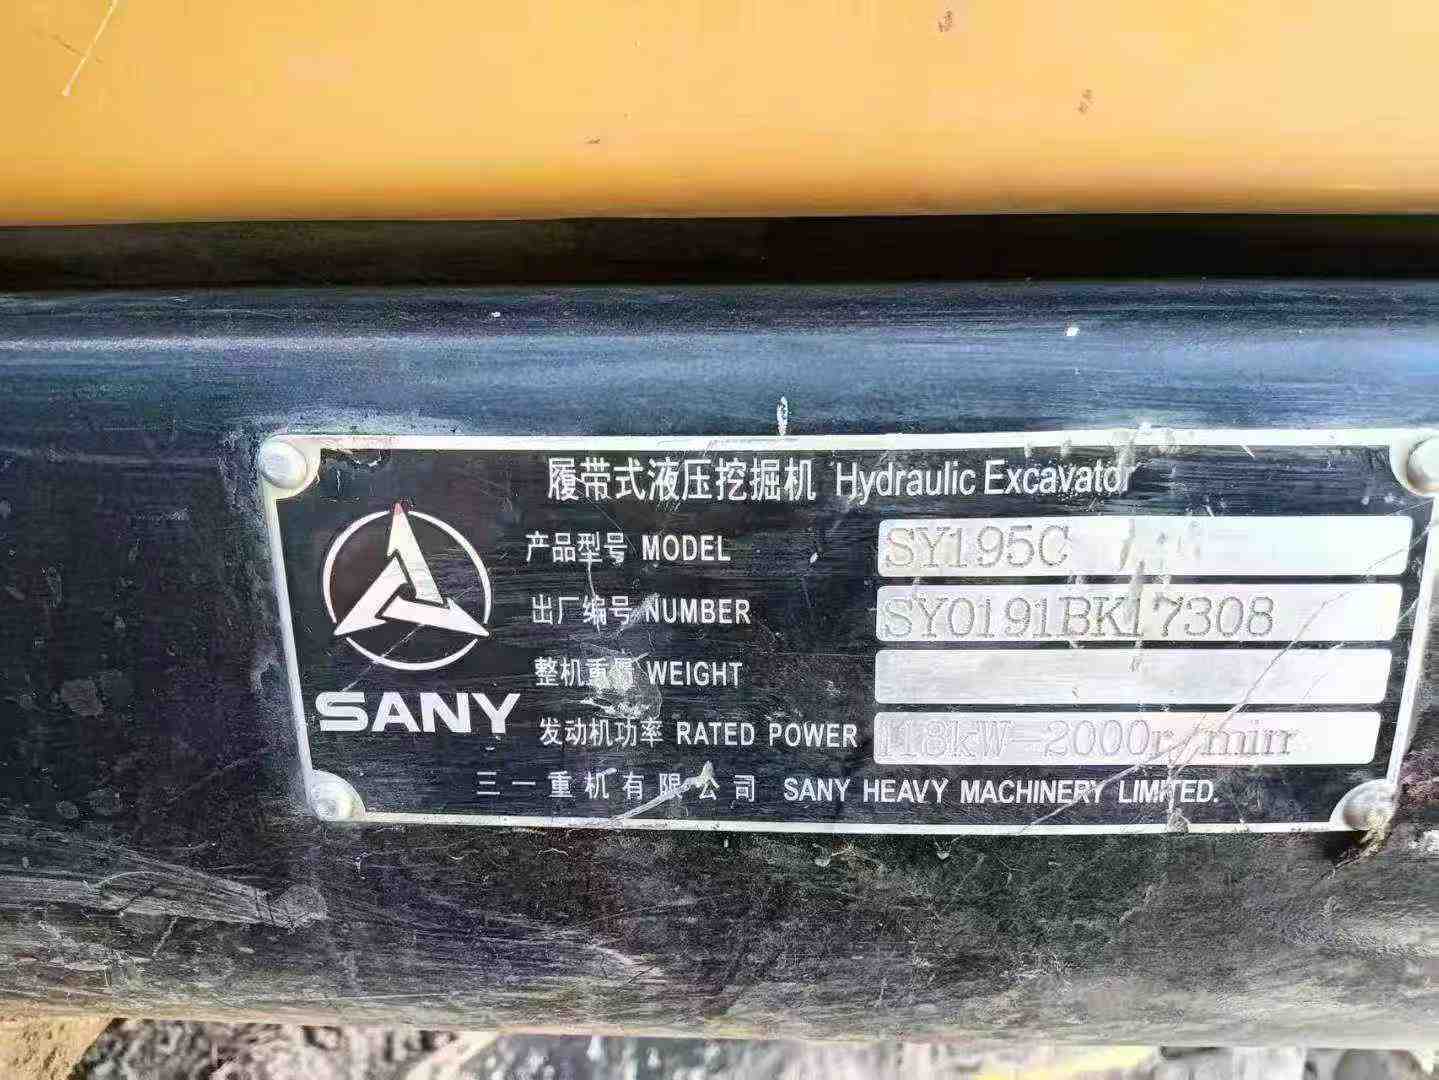 履带式液压挖掘机 Hydraulic Excavator
产品型号 MODEL SY195C
出厂编号 NUMBER SY0191BK17308
整机重量 WEIGHT
发动机功率 RATED POWER 118kW-2000r/min
SANY
三一重机有限公司 SANY HEAVY MACHINERY LIMITED.